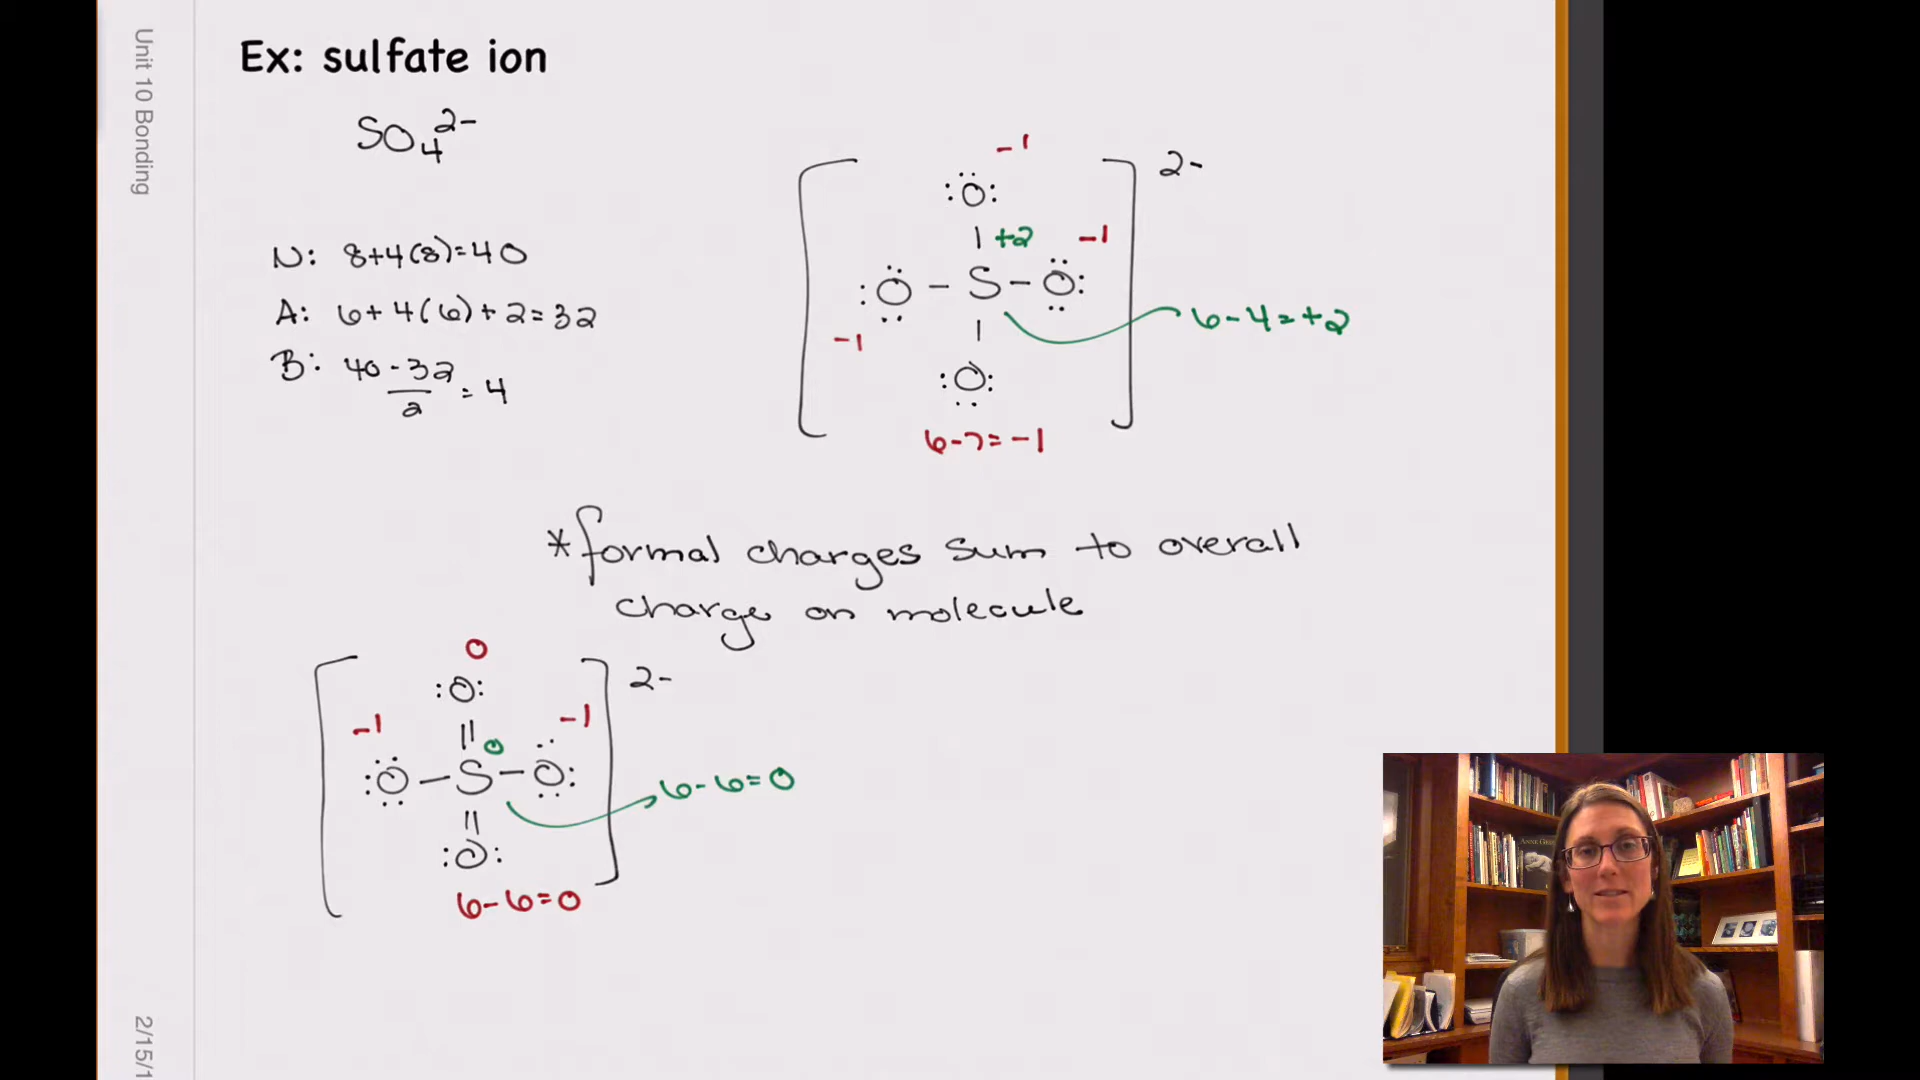 Unit 10 Bonding
Ex: sulfate ion
SO₄²⁻
N: 8+4(8)=40
A: 6+4(6)+2=32
B: 40-32/2 = 4
-1
2-
:Ö:
+2
-1
:Ö - S - Ö:
6-4=+2
-1
:O:
6-7=-1
*formal charges sum to overall
charge on molecule
0
2-
:O:
-1
-1
0
:Ö - S - Ö:
6-6=0
:O:
6-6=0
ANNE
2/15/1